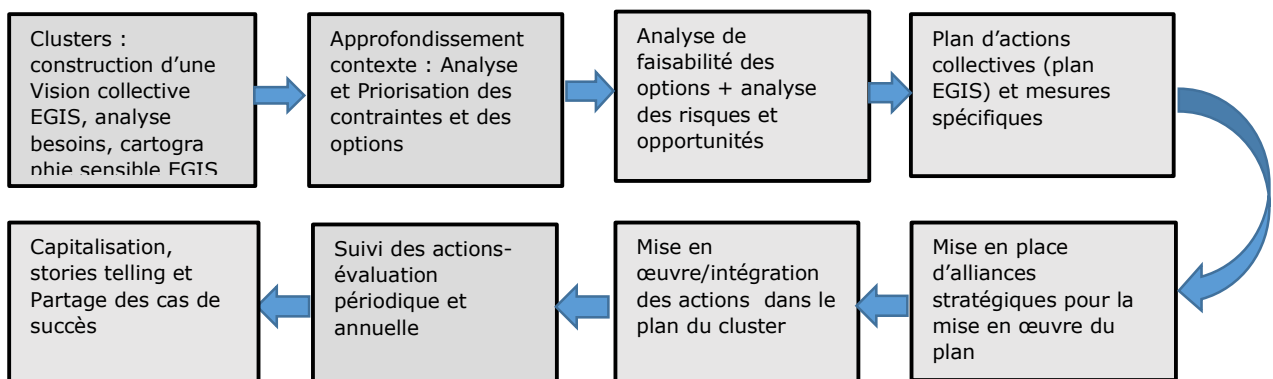 Clusters :
construction d'une
Vision collective
EGIS, analyse
besoins, cartogra
phie sensible EGIS
Approfondissement
contexte : Analyse
et Priorisation des
contraintes et des
options
Analyse de
faisabilité des
options + analyse
des risques et
opportunités
Plan d'actions
collectives (plan
EGIS) et mesures
spécifiques
Mise en place
d'alliances
stratégiques pour la
mise en œuvre du
plan
Mise en
œuvre/intégration
des actions dans le
plan du cluster
Suivi des actions-
évaluation
périodique et
annuelle
Capitalisation,
stories telling et
Partage des cas de
succès